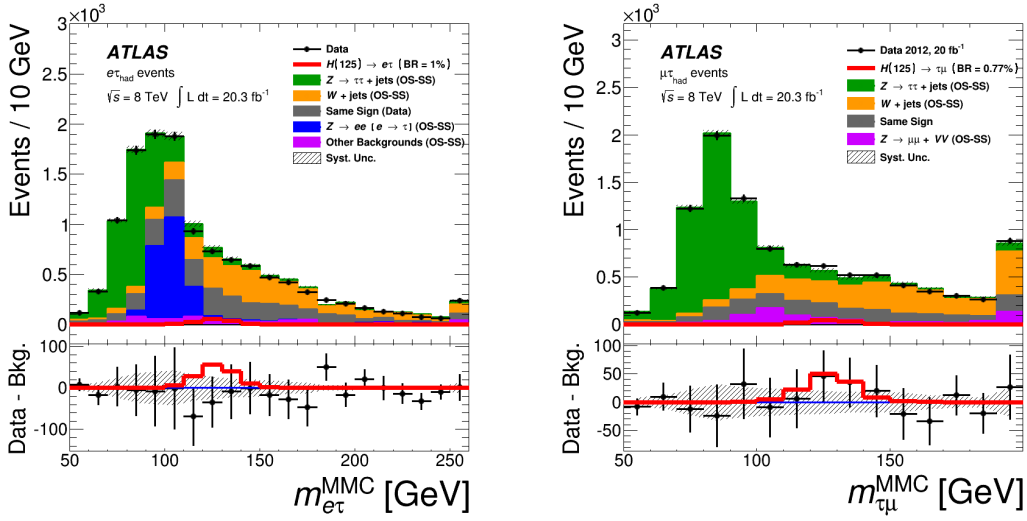 ×10³
Events / 10 GeV
3
2.5
2
1.5
1
0.5
0
ATLAS
eτhad events
√s = 8 TeV ∫ L dt = 20.3 fb⁻¹
Data
H(125) → eτ (BR = 1%)
Z → ττ + jets (OS-SS)
W + jets (OS-SS)
Same Sign (Data)
Z → ee [e → τ] (OS-SS)
Other Backgrounds (OS-SS)
Syst. Unc.
Data - Bkg.
100
0
-100
50 100 150 200 250
m_eτ^MMC [GeV]
×10³
Events / 10 GeV
3
2.5
2
1.5
1
0.5
0
ATLAS
μτhad events
√s = 8 TeV ∫ L dt = 20.3 fb⁻¹
Data 2012, 20 fb⁻¹
H(125) → τμ (BR = 0.77%)
Z → ττ + jets (OS-SS)
W + jets (OS-SS)
Same Sign
Z → μμ + VV (OS-SS)
Syst. Unc.
Data - Bkg.
100
50
0
-50
50 100 150
m_τμ^MMC [GeV]